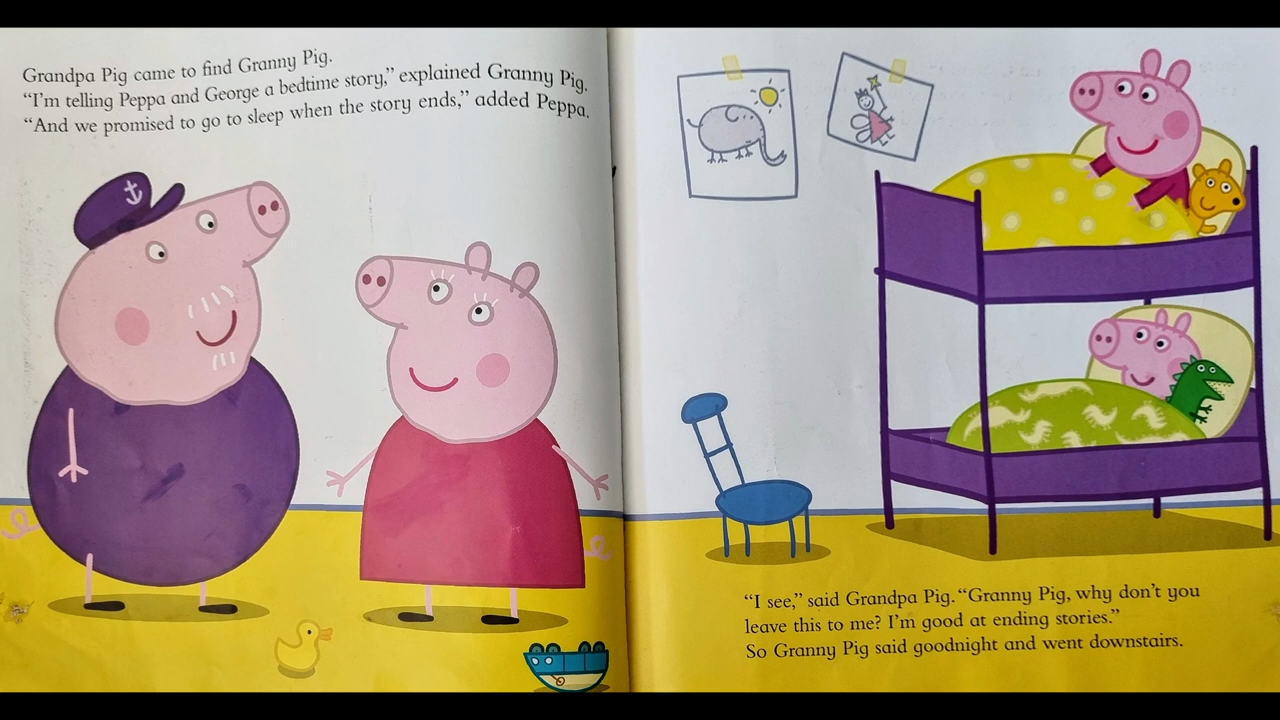 Grandpa Pig came to find Granny Pig.
“I’m telling Peppa and George a bedtime story,” explained Granny Pig.
“And we promised to go to sleep when the story ends,” added Peppa.
“I see,” said Grandpa Pig. “Granny Pig, why don’t you
leave this to me? I’m good at ending stories.”
So Granny Pig said goodnight and went downstairs.